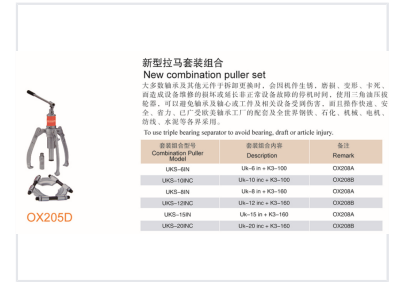 新型拉马套装组合
New combination puller set
大多数轴承及其他元件于拆卸更换时，会因机件生锈、磨损、变形、卡死、
而造成设备维修的损坏或延长非正常设备故障的停机时间，使用三角油压拔
轮器，可以避免轴承及轴心或工件及相关设备受到伤害、而且操作快速、安
全、省力。已广受欧美轴承工厂的配套及全世界钢铁、石化、机械、电机、
纺线、水泥等各界采用。
To use triple bearing separator to avoid bearing, draft or article injury.
套装组合型号 套装组合内容 备注
Combination Puller Model Description Remark
UKS-6IN Uk-6 in + K3-100 OX208A
UKS-10INC Uk-10 inc + K3-100 OX208B
UKS-8IN Uk-8 in + K3-160 OX208A
UKS-12INC Uk-12 inc + K3-160 OX208B
UKS-15IN Uk-15 in + K3-160 OX208A
UKS-20INC Uk-20 inc + K3-160 OX208B
OX205D